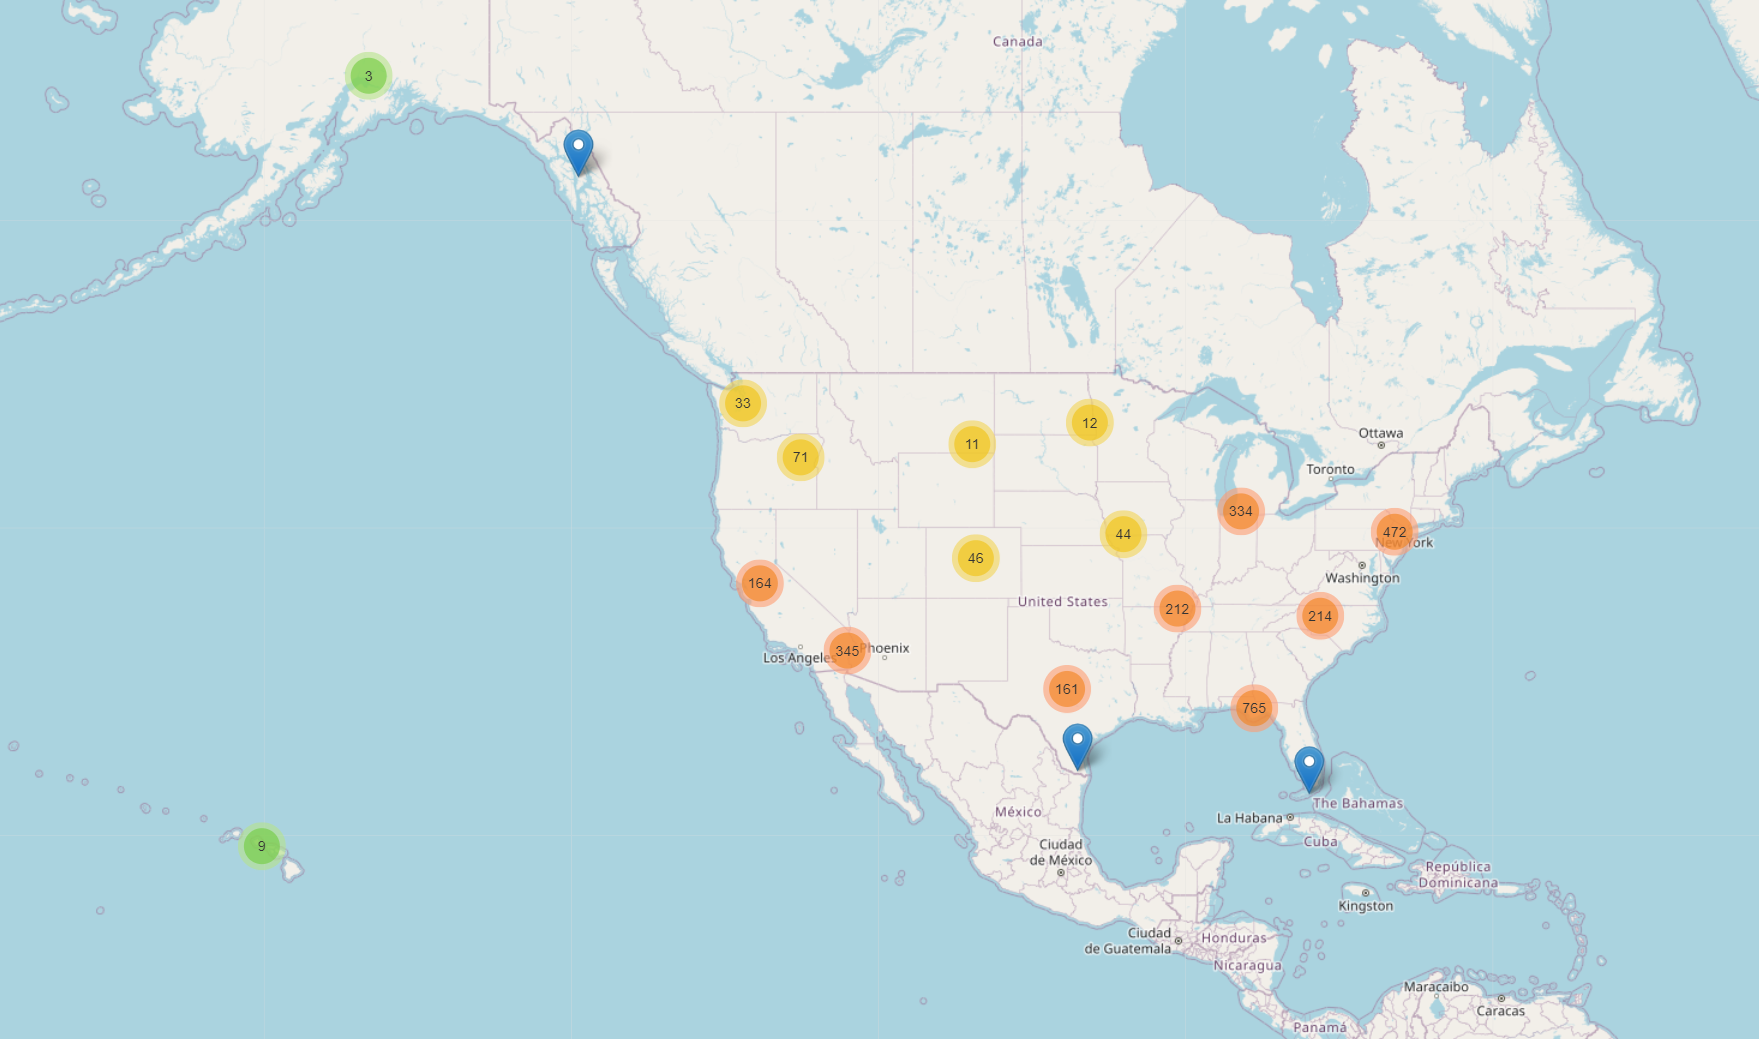 Canada
3
33
12
Ottawa
11
71
Toronto
334
472
New York
44
46
Washington
164
United States
212
214
345
Phoenix
Los Angeles
161
765
The Bahamas
México
La Habana
Cuba
9
Ciudad
de México
República
Dominicana
Kingston
Ciudad
de Guatemala
Honduras
Nicaragua
Maracaibo
Caracas
Panamá